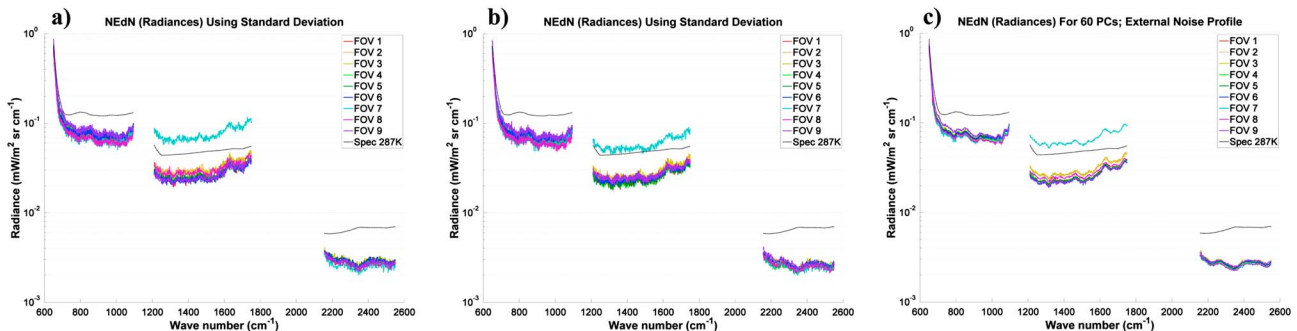 a)
NEdN (Radiances) Using Standard Deviation
10⁰
10⁻¹
10⁻²
10⁻³
Radiance (mW/m² sr cm⁻¹)
600 800 1000 1200 1400 1600 1800 2000 2200 2400 2600
Wave number (cm⁻¹)
FOV 1
FOV 2
FOV 3
FOV 4
FOV 5
FOV 6
FOV 7
FOV 8
FOV 9
Spec 287K
b)
NEdN (Radiances) Using Standard Deviation
10⁰
10⁻¹
10⁻²
10⁻³
Radiance (mW/m² sr cm⁻¹)
600 800 1000 1200 1400 1600 1800 2000 2200 2400 2600
Wave number (cm⁻¹)
FOV 1
FOV 2
FOV 3
FOV 4
FOV 5
FOV 6
FOV 7
FOV 8
FOV 9
Spec 287K
c)
NEdN (Radiances) For 60 PCs; External Noise Profile
10⁰
10⁻¹
10⁻²
10⁻³
Radiance (mW/m² sr cm⁻¹)
600 800 1000 1200 1400 1600 1800 2000 2200 2400 2600
Wave number (cm⁻¹)
FOV 1
FOV 2
FOV 3
FOV 4
FOV 5
FOV 6
FOV 7
FOV 8
FOV 9
Spec 287K